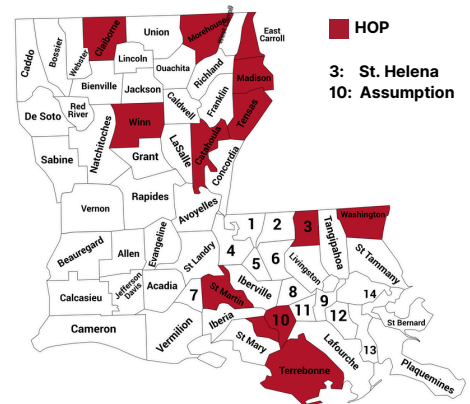 HOP
3: St. Helena
10: Assumption
Caddo
Bossier
Webster
Claiborne
Union
Morehouse
West Carroll
East
Carroll
Lincoln
Ouachita
Richland
Madison
Bienville
Jackson
Caldwell
Franklin
Tensas
De Soto
Red
River
Natchitoches
Winn
LaSalle
Catahoula
Concordia
Sabine
Grant
Vernon
Rapides
Avoyelles
Beauregard
Allen
Evangeline
St Landry
1
2
3
Tangipahoa
Washington
4
5
6
Livingston
St Tammany
Calcasieu
Jefferson
Davis
Acadia
7
St Martin
Iberville
8
9
14
Cameron
Vermilion
Iberia
10
11
12
St Bernard
St Mary
Lafourche
13
Plaquemines
Terrebonne